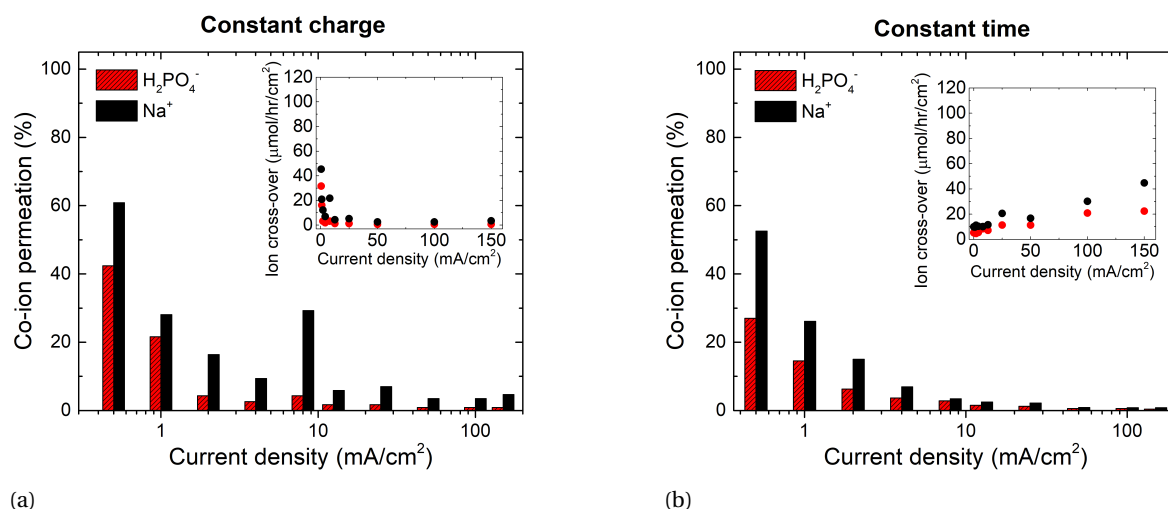 Constant charge
100
80
60
40
20
0
Co-ion permeation (%)
H₂PO₄⁻
Na⁺
120
100
80
60
40
20
0
Ion cross-over (μmol/hr/cm²)
0 50 100 150
Current density (mA/cm²)
1 10 100
Current density (mA/cm²)
(a)
Constant time
100
80
60
40
20
0
Co-ion permeation (%)
H₂PO₄⁻
Na⁺
120
100
80
60
40
20
0
Ion cross-over (μmol/hr/cm²)
0 50 100 150
Current density (mA/cm²)
1 10 100
Current density (mA/cm²)
(b)